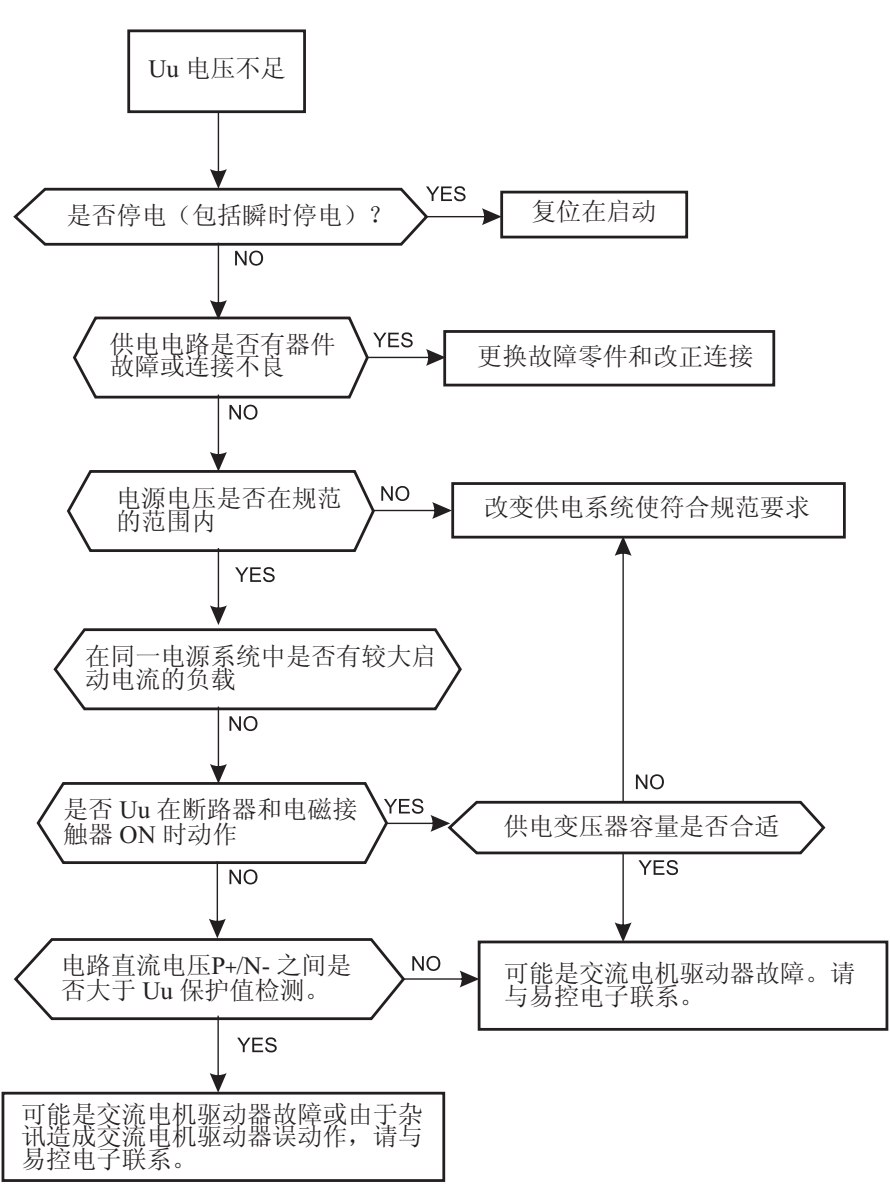 Uu 电压不足
是否停电（包括瞬时停电）？
YES
复位在启动
NO
供电电路是否有器件
故障或连接不良
YES
更换故障零件和改正连接
NO
电源电压是否在规范
的范围内
NO
改变供电系统使符合规范要求
YES
在同一电源系统中是否有较大启
动电流的负载
NO
是否 Uu 在断路器和电磁接
触器 ON 时动作
YES
供电变压器容量是否合适
NO
YES
NO
电路直流电压P+/N- 之间是
否大于 Uu 保护值检测。
NO
可能是交流电机驱动器故障。请
与易控电子联系。
YES
可能是交流电机驱动器故障或由于杂
讯造成交流电机驱动器误动作，请与
易控电子联系。